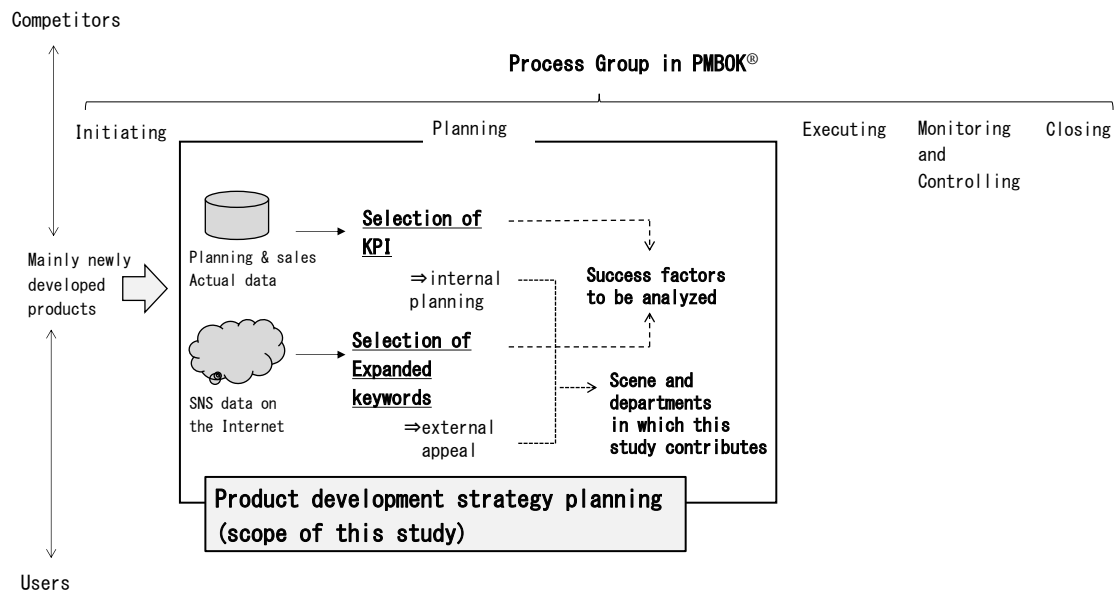 Competitors
Process Group in PMBOK®
Initiating
Planning
Executing
Monitoring
and
Controlling
Closing
Mainly newly
developed
products
Planning & sales
Actual data
Selection of
KPI
⇒internal
planning
Success factors
to be analyzed
SNS data on
the Internet
Selection of
Expanded
keywords
⇒external
appeal
Scene and
departments
in which this
study contributes
Product development strategy planning
(scope of this study)
Users